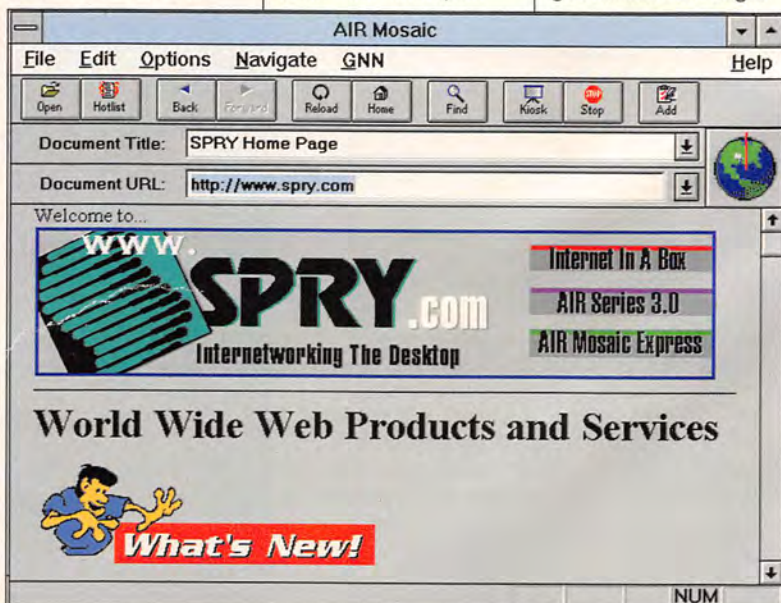 AIR Mosaic
File Edit Options Navigate GNN Help
Open Hotlist Back Forward Reload Home Find Kiosk Stop Add
Document Title: SPRY Home Page
Document URL: http://www.spry.com
Welcome to...
www.
SPRY.com
Internetworking The Desktop
Internet In A Box
AIR Series 3.0
AIR Mosaic Express
World Wide Web Products and Services
What's New!
NUM